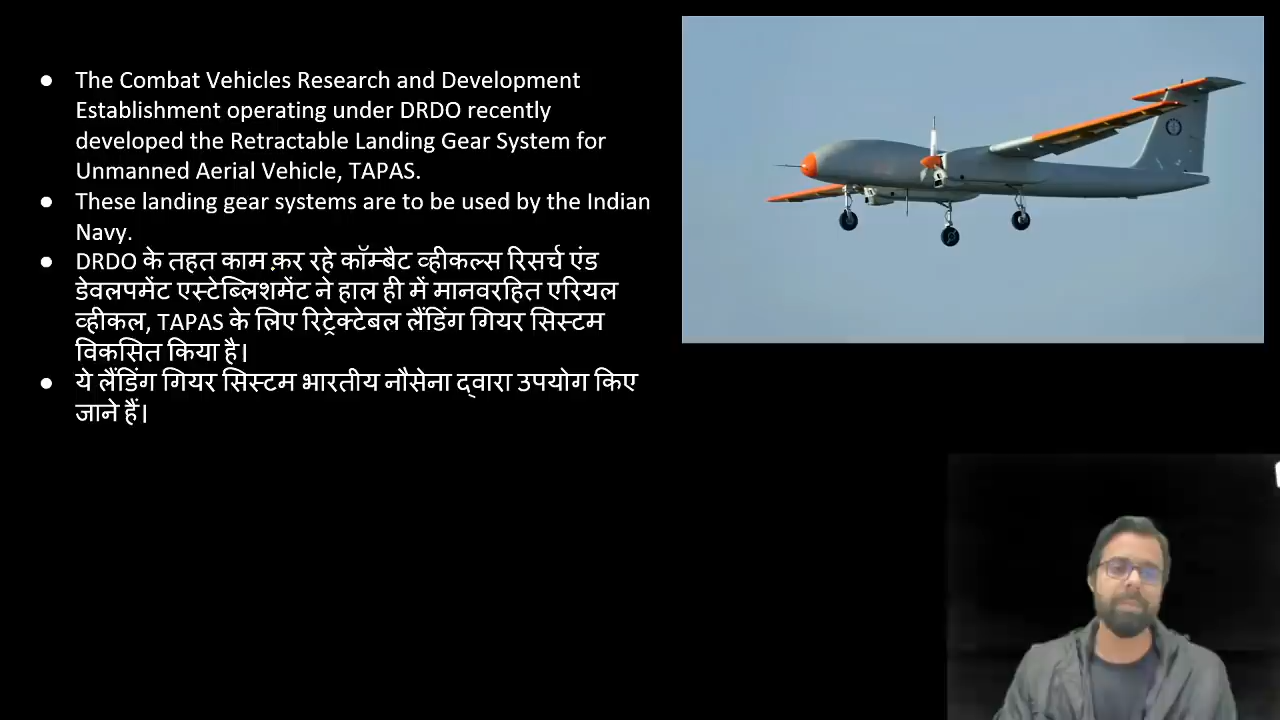 ● The Combat Vehicles Research and Development
Establishment operating under DRDO recently
developed the Retractable Landing Gear System for
Unmanned Aerial Vehicle, TAPAS.
● These landing gear systems are to be used by the Indian
Navy.
● DRDO के तहत काम कर रहे कॉम्बैट व्हीकल्स रिसर्च एंड
डेवलपमेंट एस्टेब्लिशमेंट ने हाल ही में मानवरहित एरियल
व्हीकल, TAPAS के लिए रिट्रेक्टेबल लैंडिंग गियर सिस्टम
विकसित किया है।
● ये लैंडिंग गियर सिस्टम भारतीय नौसेना द्वारा उपयोग किए
जाने हैं।